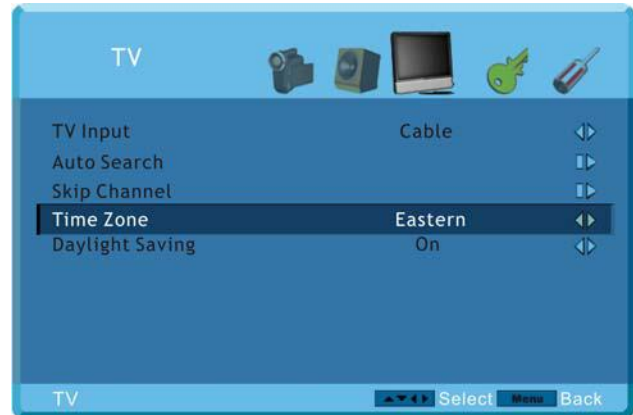 TV
TV Input Cable
Auto Search
Skip Channel
Time Zone Eastern
Daylight Saving On
TV Select Menu Back